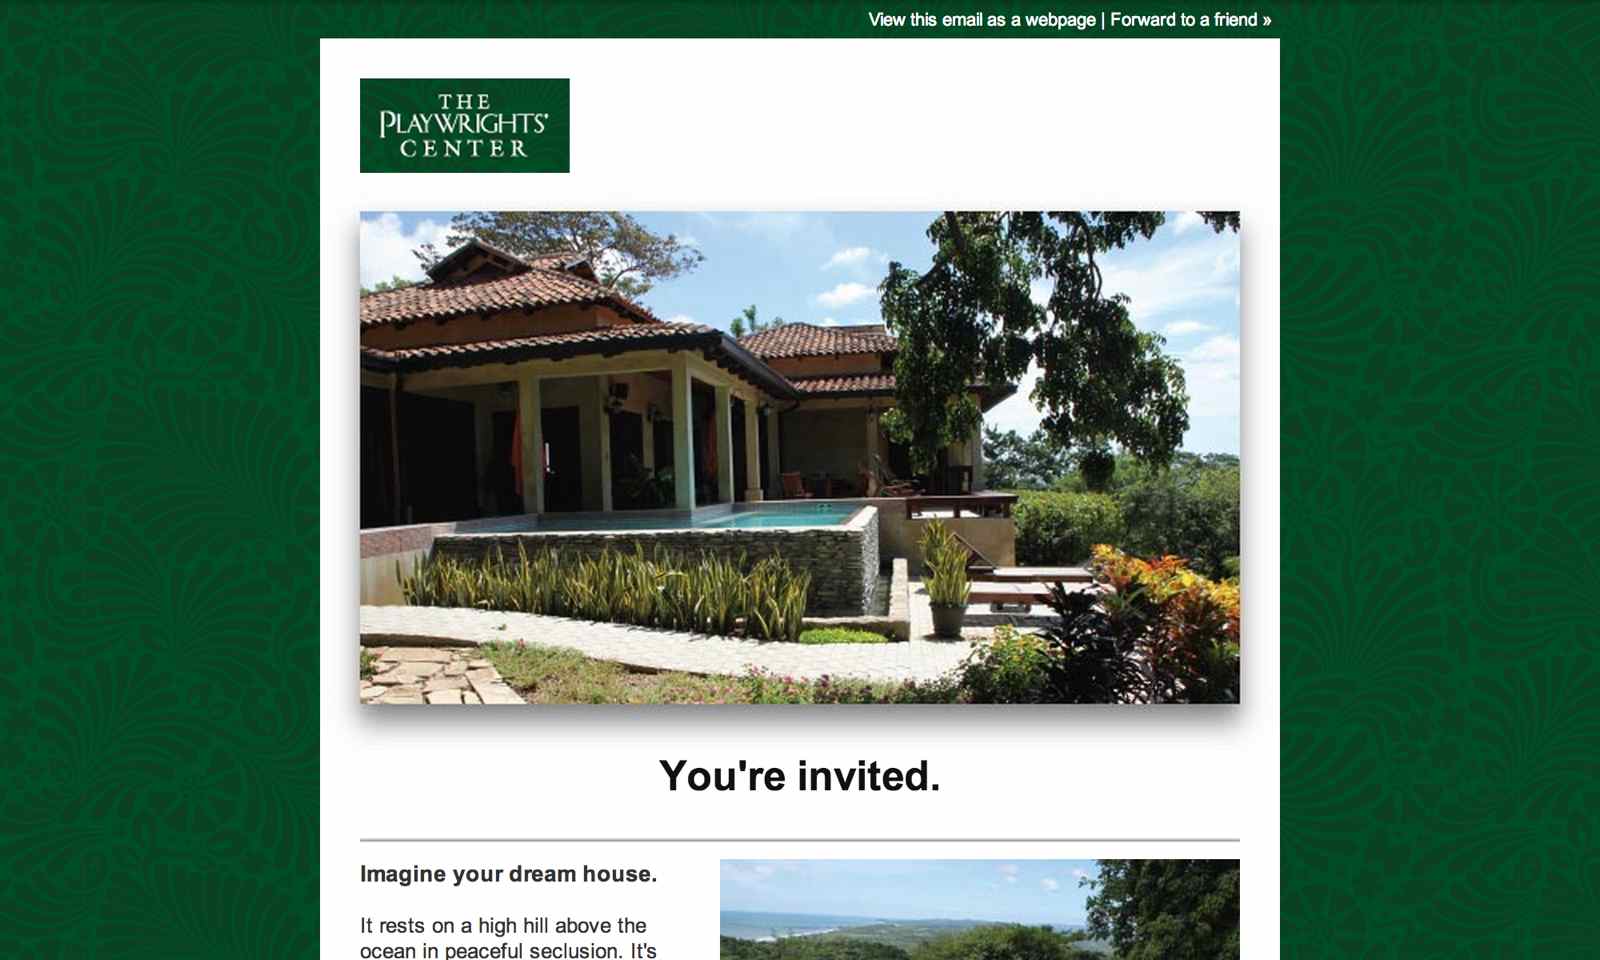 View this email as a webpage | Forward to a friend »
THE
PLAYWRIGHTS'
CENTER
You're invited.
Imagine your dream house.
It rests on a high hill above the
ocean in peaceful seclusion. It's